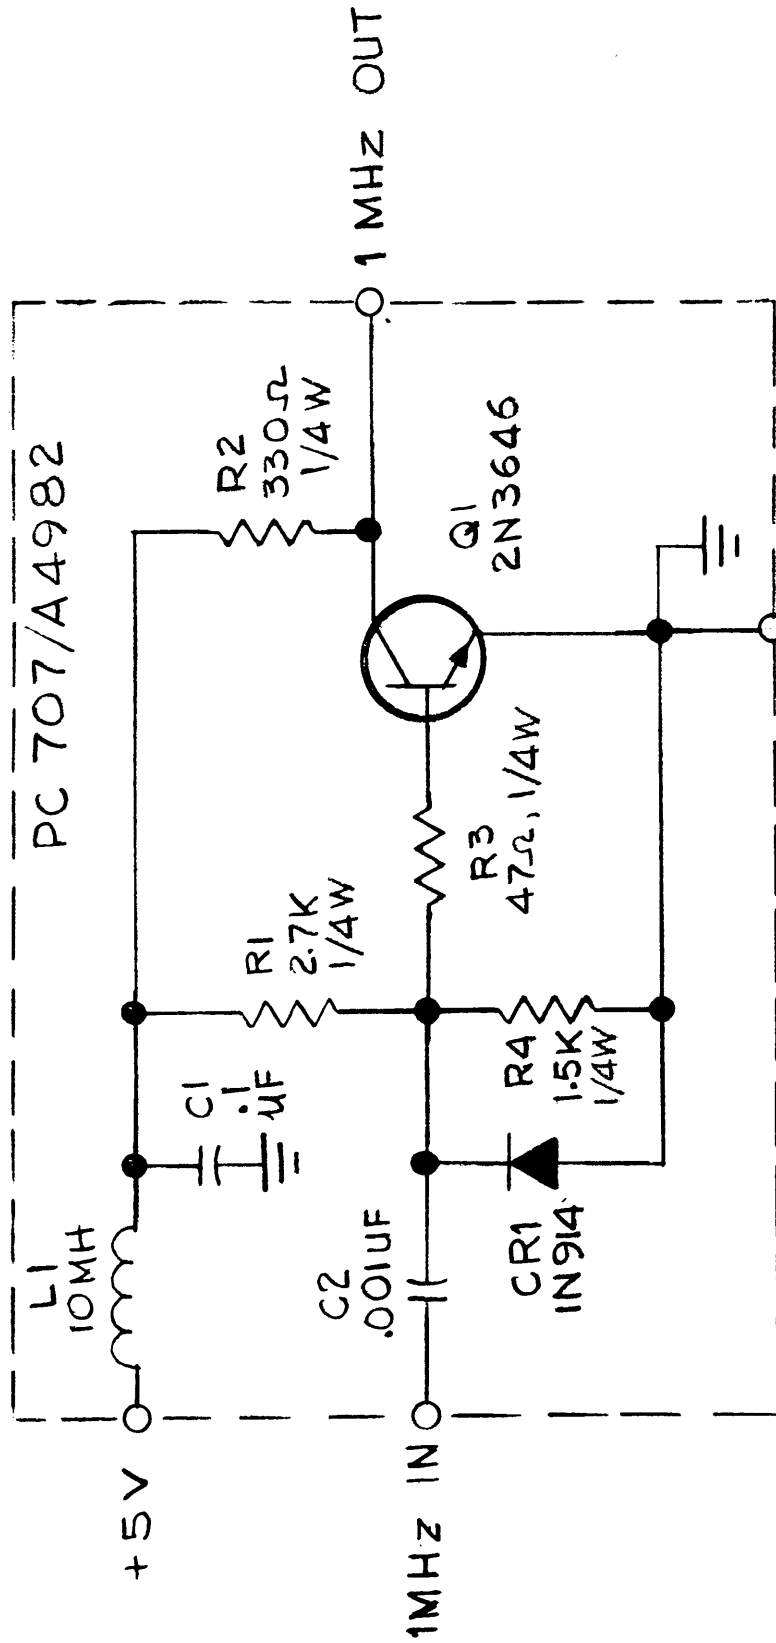 PC 707/A4982
+5V
L1
10MH
C1
.1
uF
R1
2.7K
1/4W
R2
330Ω
1/4W
1MHz IN
C2
.001uF
CR1
1N914
R4
1.5K
1/4W
R3
47Ω, 1/4W
Q1
2N3646
1 MHz OUT